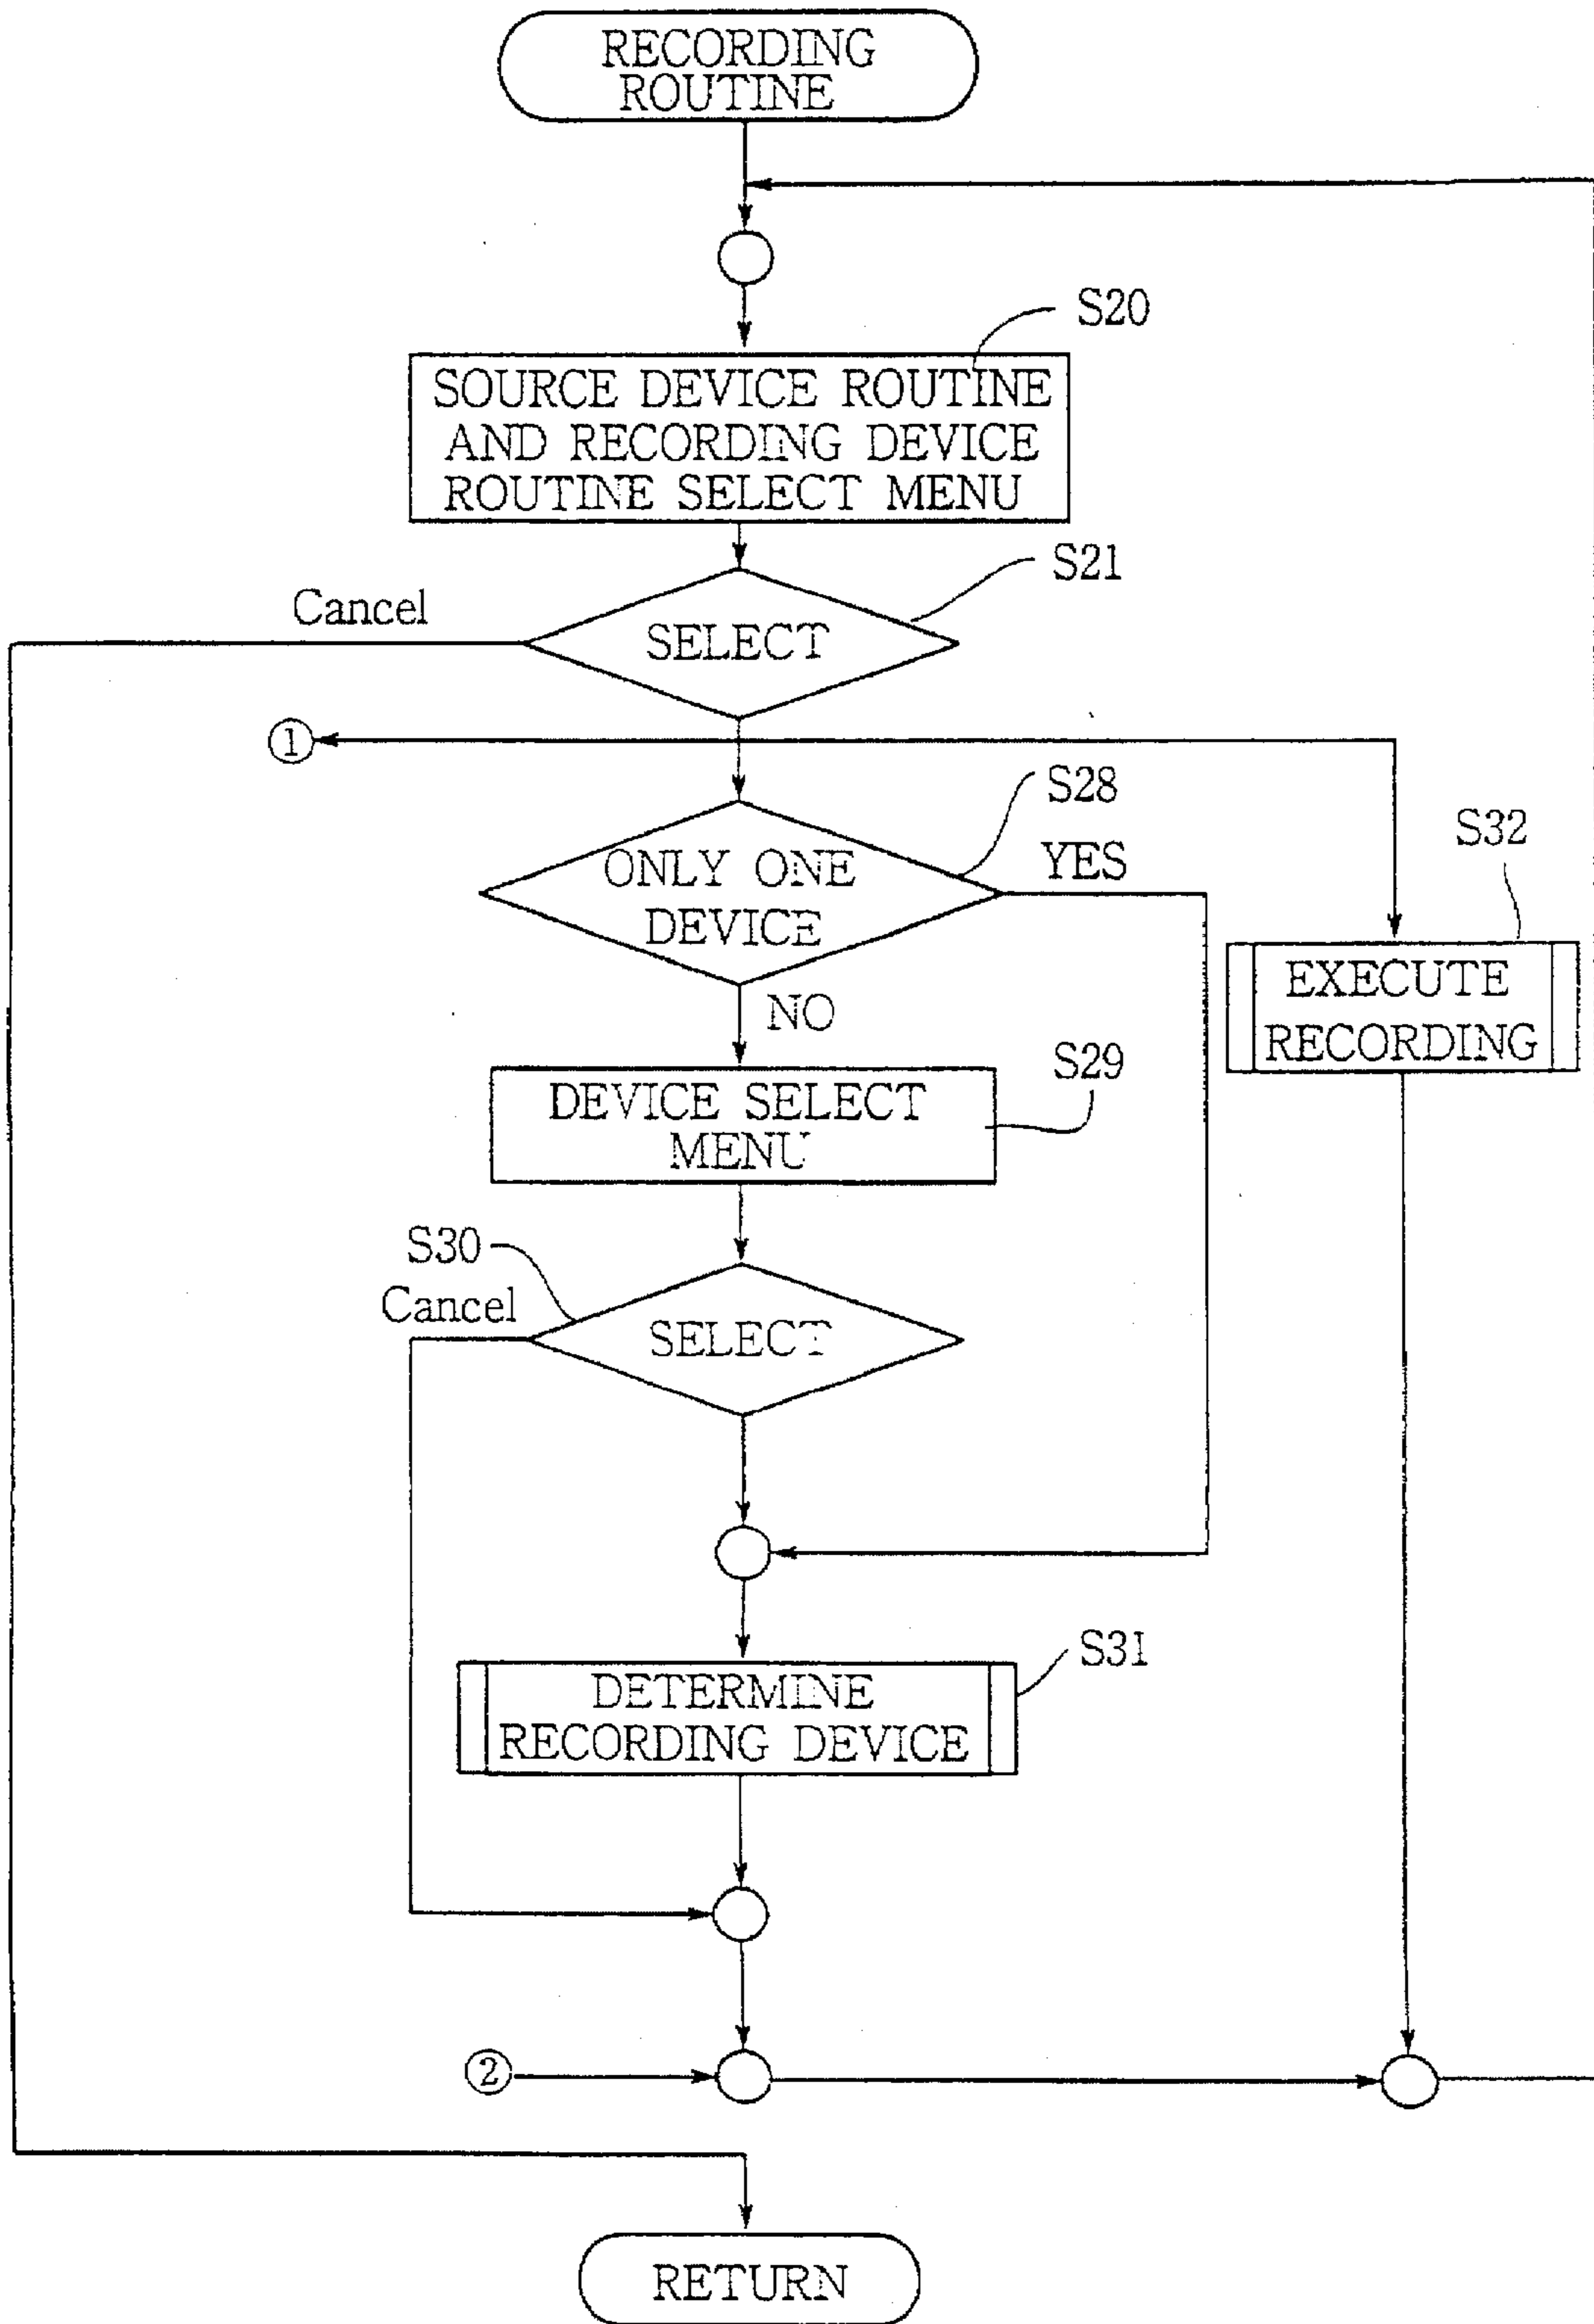 RECORDING
ROUTINE
S20
SOURCE DEVICE ROUTINE
AND RECORDING DEVICE
ROUTINE SELECT MENU
S21
Cancel
SELECT
①
S28
ONLY ONE
DEVICE
YES
S32
EXECUTE
RECORDING
NO
S29
DEVICE SELECT
MENU
S30
Cancel
SELECT
S31
DETERMINE
RECORDING DEVICE
②
RETURN